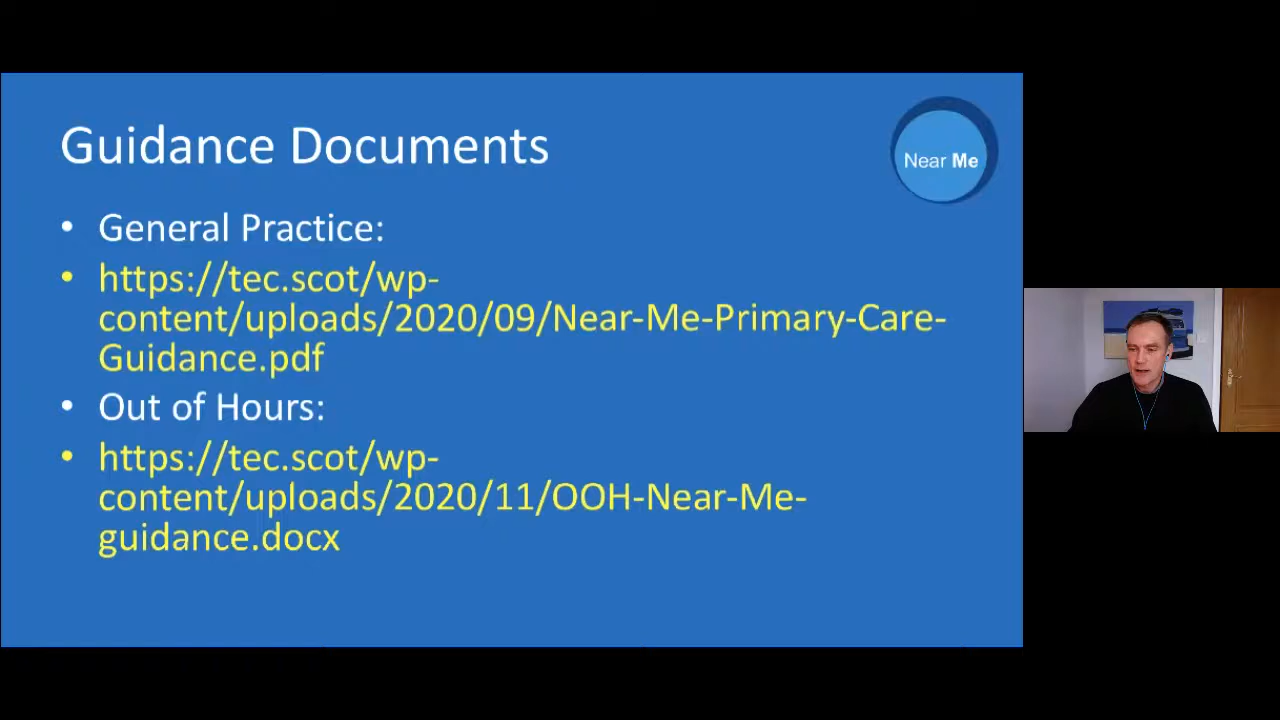 Guidance Documents
Near Me
• General Practice:
• https://tec.scot/wp-
content/uploads/2020/09/Near-Me-Primary-Care-
Guidance.pdf
• Out of Hours:
• https://tec.scot/wp-
content/uploads/2020/11/OOH-Near-Me-
guidance.docx